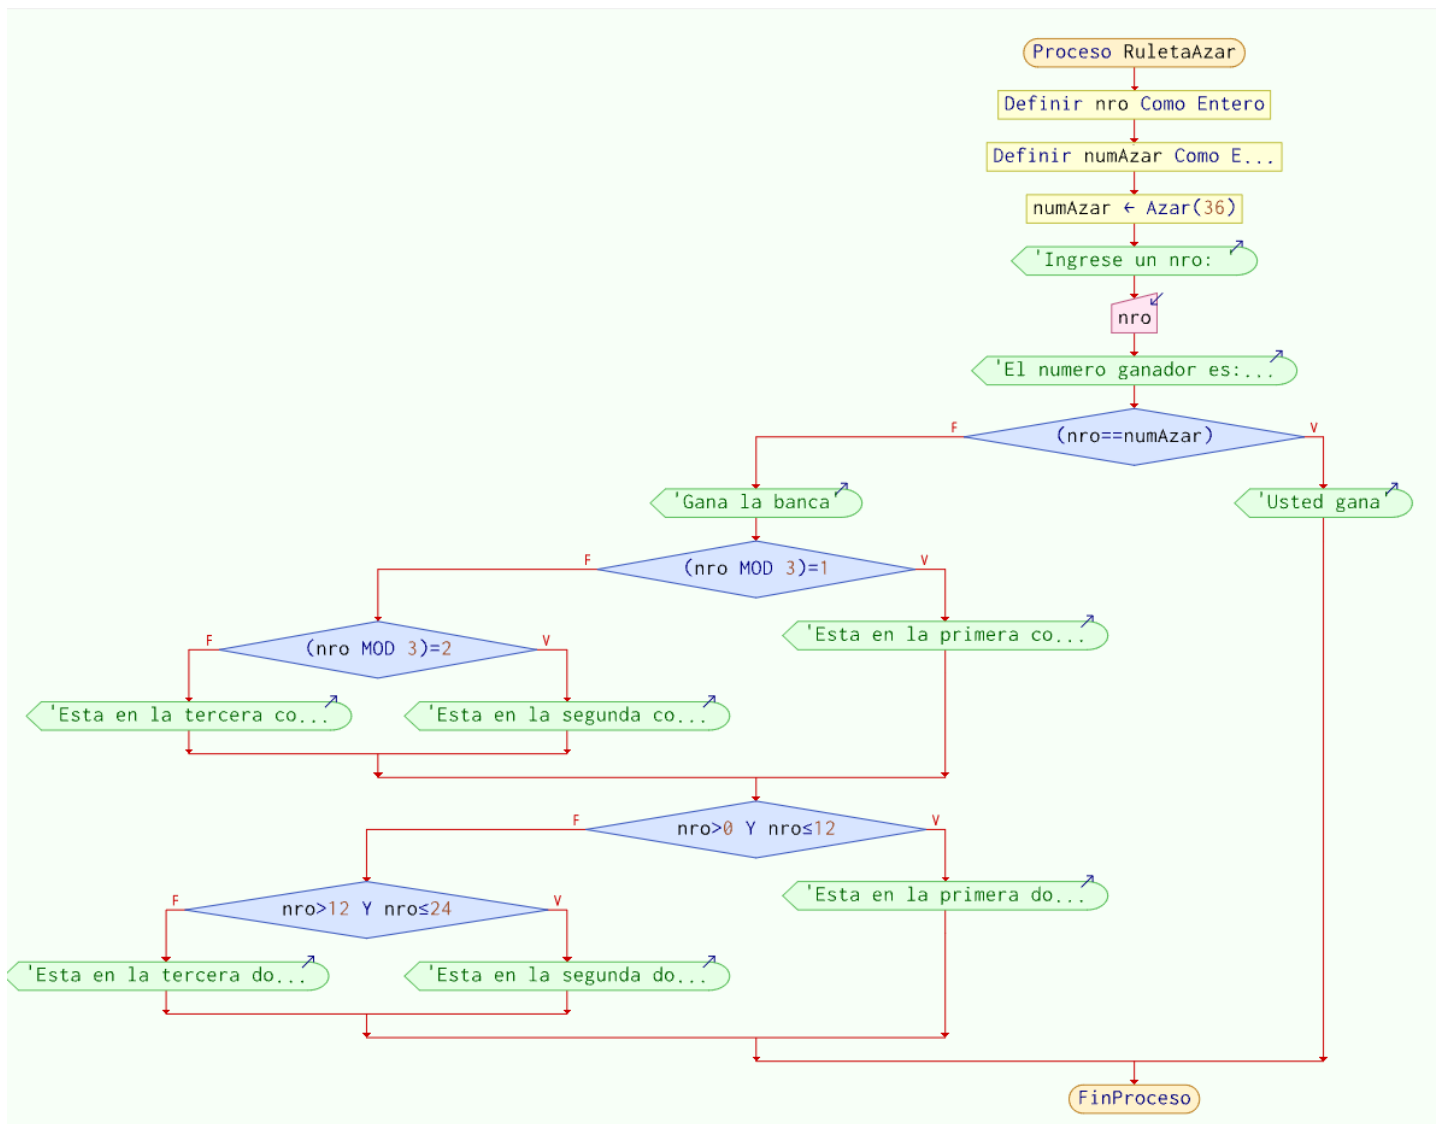 Proceso RuletaAzar
Definir nro Como Entero
Definir numAzar Como E...
numAzar ← Azar(36)
'Ingrese un nro: '
nro
'El numero ganador es:...
(nro==numAzar)
F
V
'Gana la banca'
'Usted gana'
(nro MOD 3)=1
F
V
(nro MOD 3)=2
F
V
'Esta en la primera co...
'Esta en la tercera co...
'Esta en la segunda co...
nro>0 Y nro≤12
F
V
nro>12 Y nro≤24
F
V
'Esta en la primera do...
'Esta en la tercera do...
'Esta en la segunda do...
FinProceso